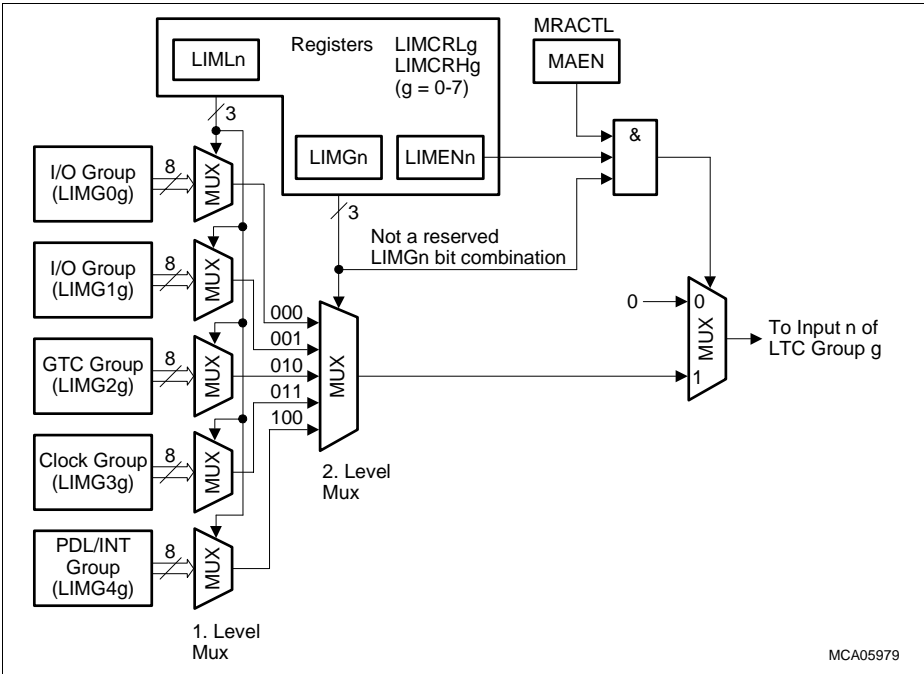 MRACTL
Registers
LIMCRLg
LIMCRHg
(g = 0-7)
LIMLn
MAEN
3
LIMGn
LIMENn
&
I/O Group
(LIMG0g)
8
MUX
3
Not a reserved
LIMGn bit combination
I/O Group
(LIMG1g)
8
MUX
000
001
010
011
100
MUX
0
0
MUX
1
To Input n of
LTC Group g
GTC Group
(LIMG2g)
8
MUX
Clock Group
(LIMG3g)
8
MUX
2. Level
Mux
PDL/INT
Group
(LIMG4g)
8
MUX
1. Level
Mux
MCA05979